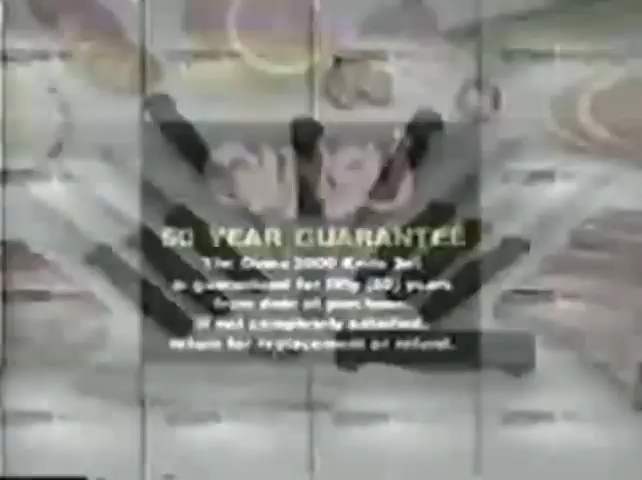 50 YEAR GUARANTEE
The 2000 Knife Set
is guaranteed for fifty (50) years
from date of purchase.
If not completely satisfied,
return for replacement or refund.